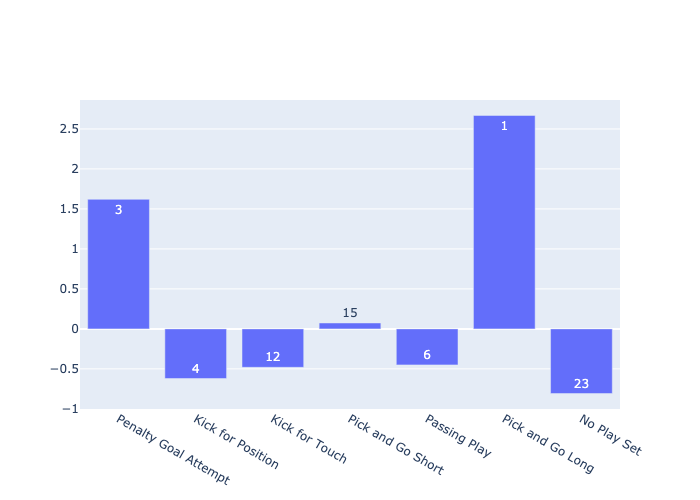 2.5
2
1.5
1
0.5
0
−0.5
−1
3
4
12
15
6
1
23
Penalty Goal Attempt
Kick for Position
Kick for Touch
Pick and Go Short
Passing Play
Pick and Go Long
No Play Set